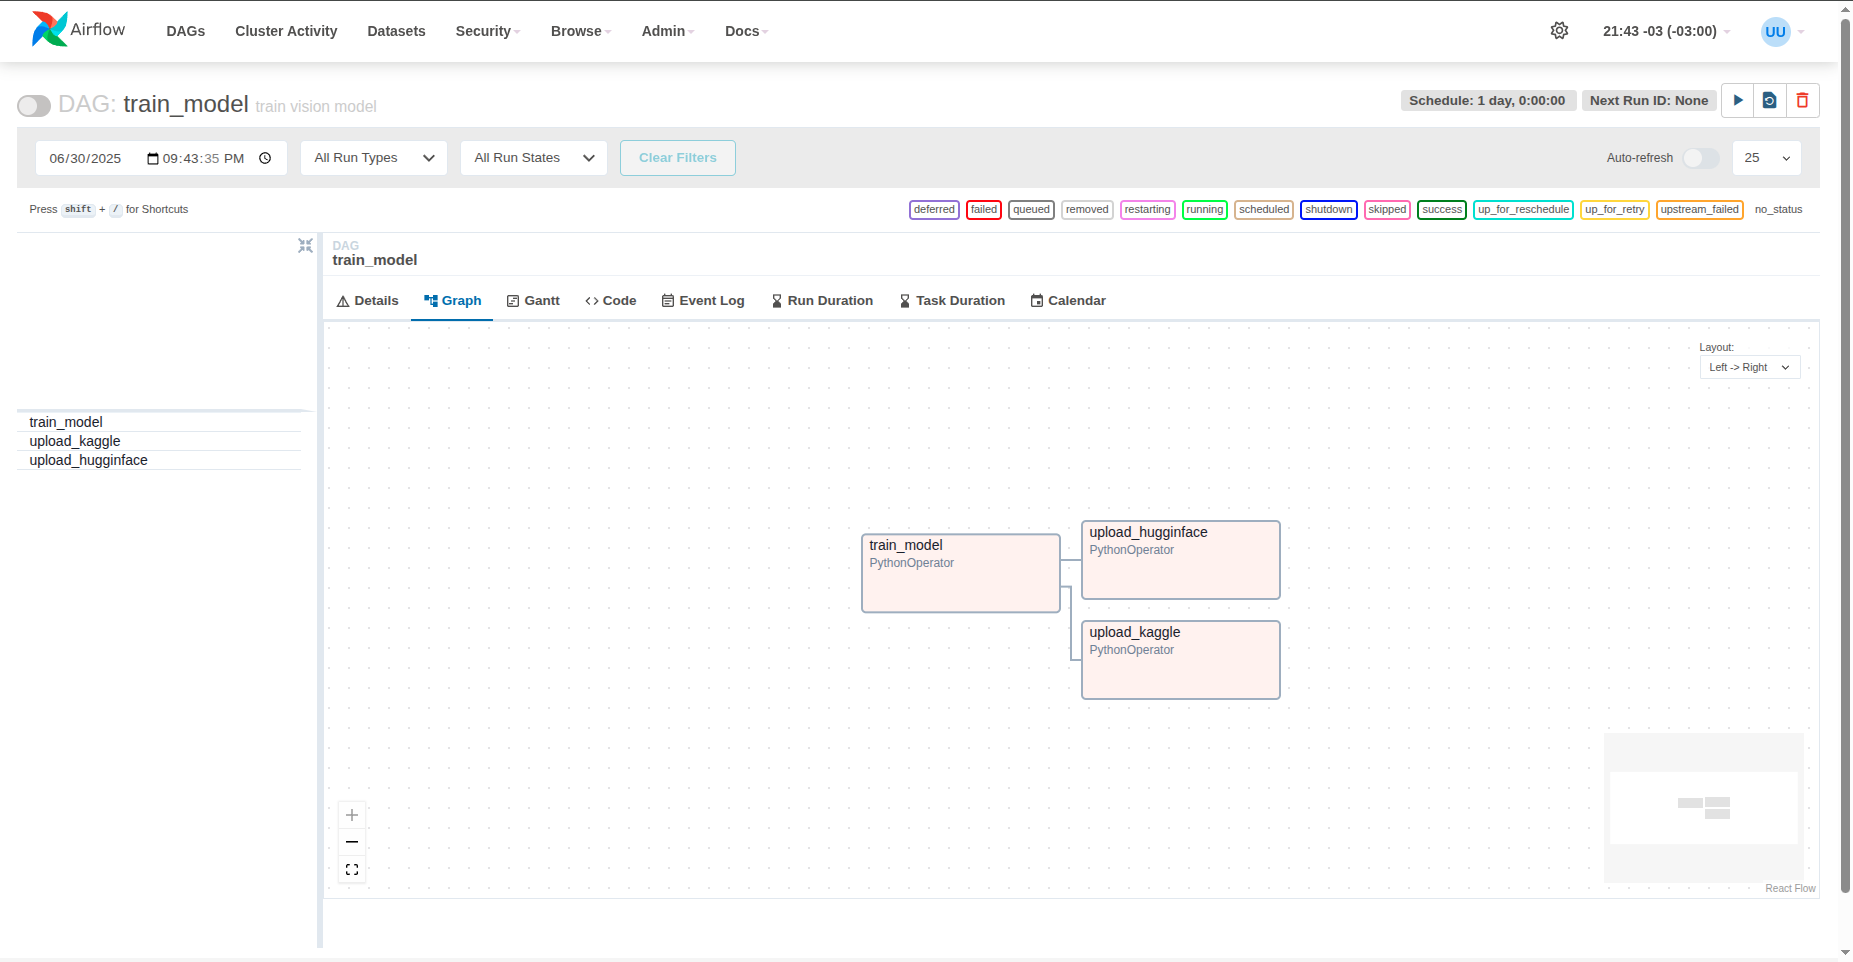 Airflow DAGs Cluster Activity Datasets Security Browse Admin Docs 21:43 -03 (-03:00) UU
DAG: train_model train vision model Schedule: 1 day, 0:00:00 Next Run ID: None
06/30/2025 09:43:35 PM All Run Types All Run States Clear Filters Auto-refresh 25
Press shift + / for Shortcuts deferred failed queued removed restarting running scheduled shutdown skipped success up_for_reschedule up_for_retry upstream_failed no_status
DAG
train_model
Details Graph Gantt Code Event Log Run Duration Task Duration Calendar
Layout:
Left -> Right
train_model
upload_kaggle
upload_hugginface
train_model
PythonOperator
upload_hugginface
PythonOperator
upload_kaggle
PythonOperator
React Flow